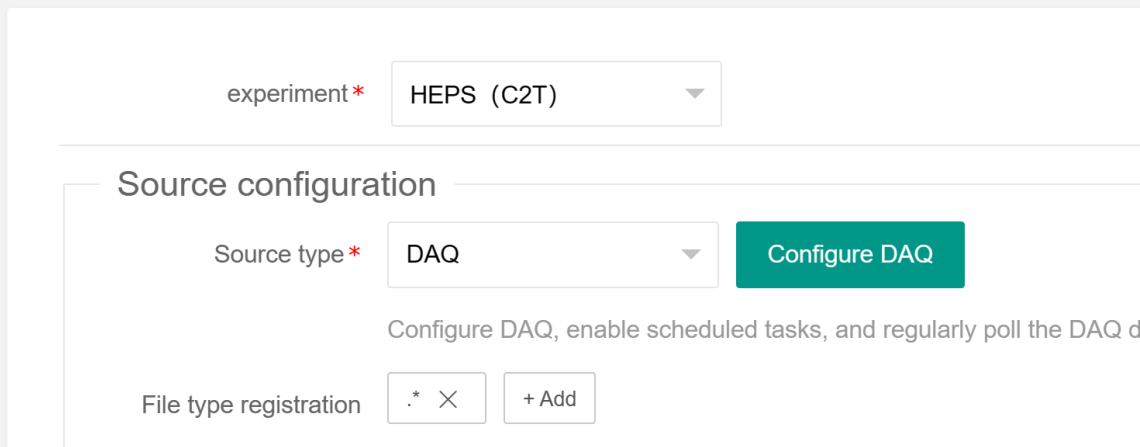 experiment* HEPS (C2T)
Source configuration
Source type* DAQ Configure DAQ
Configure DAQ, enable scheduled tasks, and regularly poll the DAQ
File type registration .* × + Add